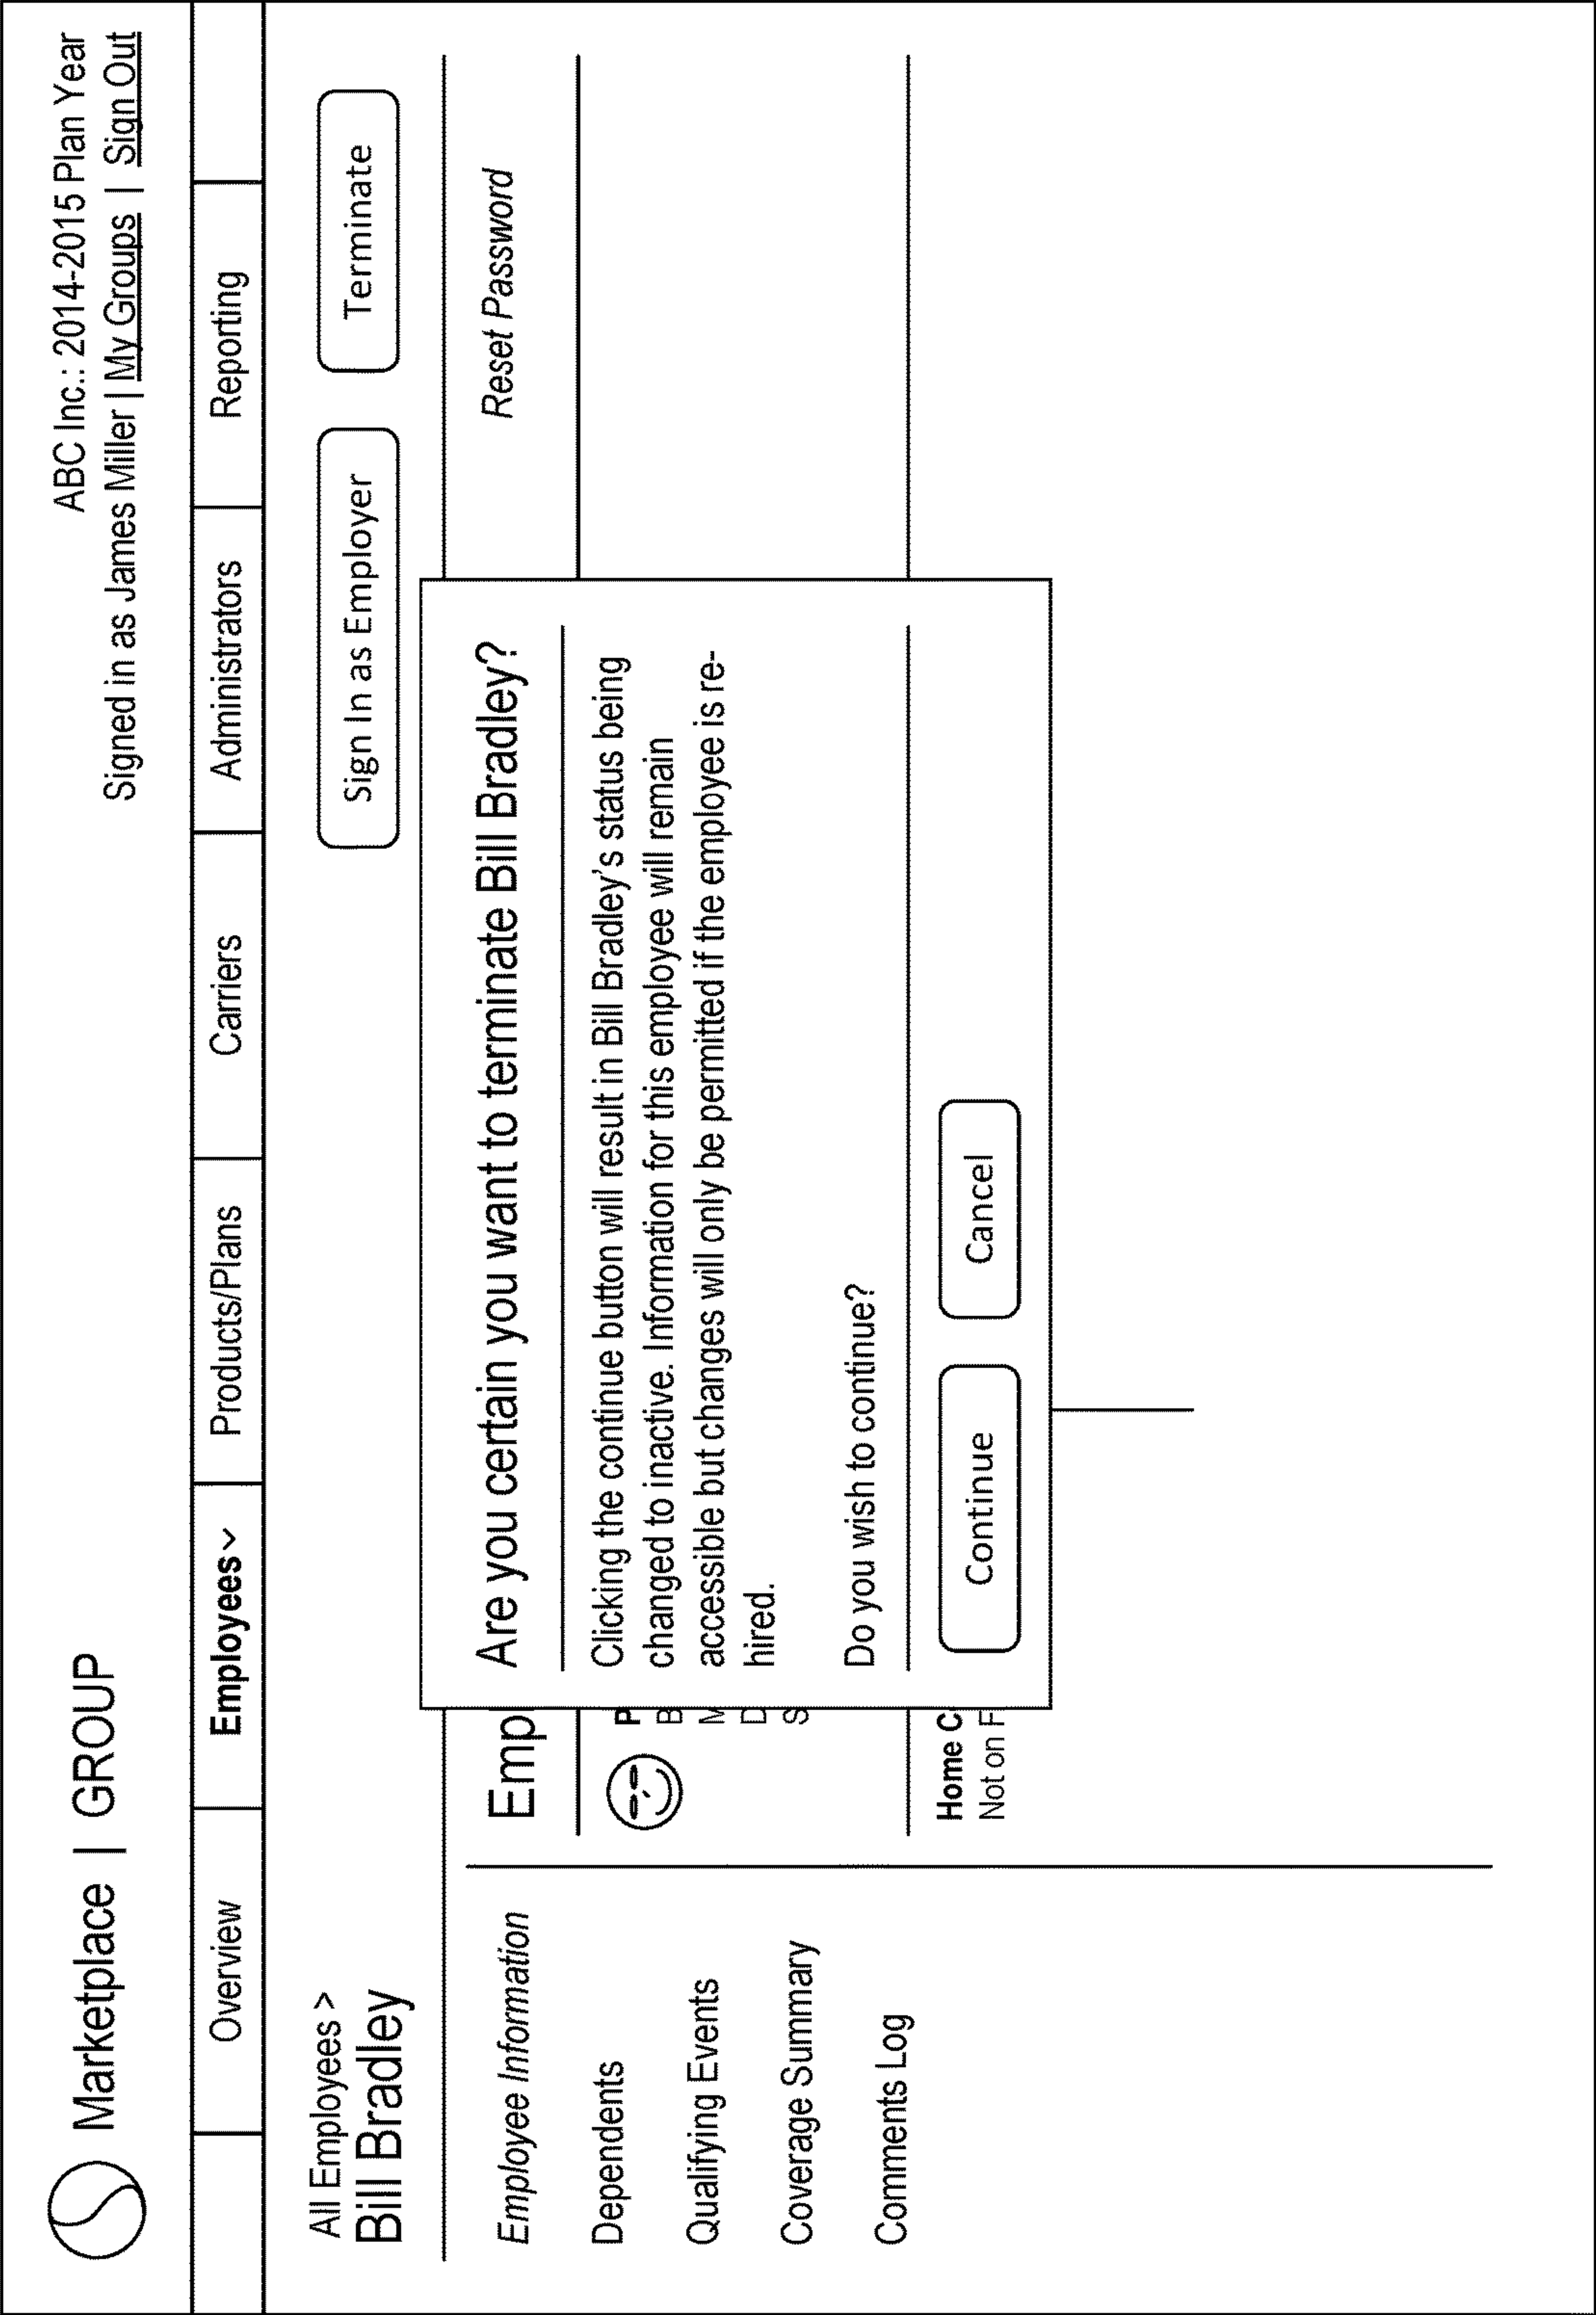 Marketplace | GROUP
ABC Inc.: 2014-2015 Plan Year
Signed in as James Miller | My Groups | Sign Out
Overview
Employees
Products/Plans
Carriers
Administrators
Reporting
All Employees >
Bill Bradley
Sign In as Employer
Terminate
Employee Information
Dependents
Qualifying Events
Coverage Summary
Comments Log
Emp
Reset Password
P
B
M
D
S
Home C
Not on F
Are you certain you want to terminate Bill Bradley?
Clicking the continue button will result in Bill Bradley's status being
changed to inactive. Information for this employee will remain
accessible but changes will only be permitted if the employee is re-
hired.
Do you wish to continue?
Continue
Cancel